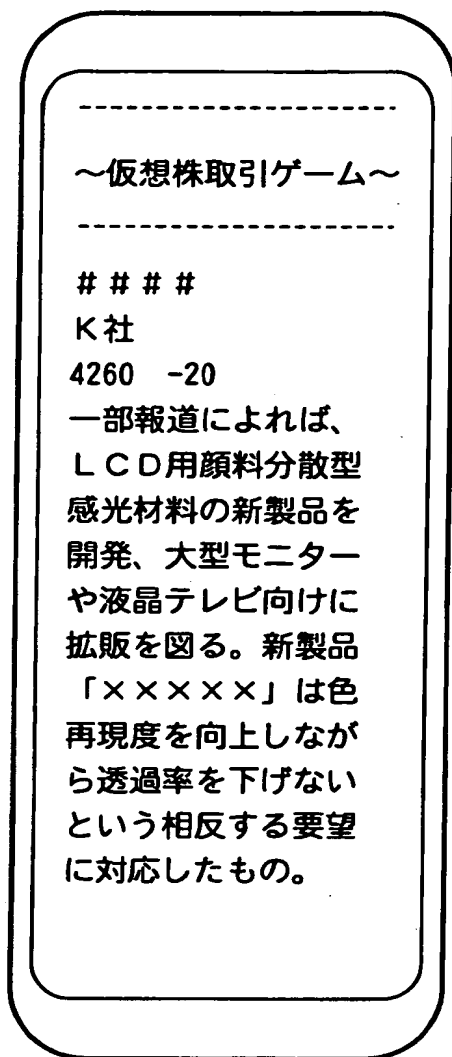 ----------------------
～仮想株取引ゲーム～
----------------------
＃＃＃＃
Ｋ社
4260　-20
一部報道によれば、
ＬＣＤ用顔料分散型
感光材料の新製品を
開発、大型モニター
や液晶テレビ向けに
拡販を図る。新製品
「×××××」は色
再現度を向上しなが
ら透過率を下げない
という相反する要望
に対応したもの。